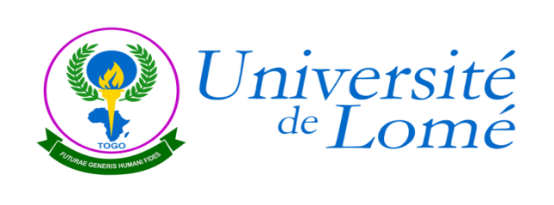 Université
de Lomé
TOGO
FUTURAE GENERIS HUMANI FIDES